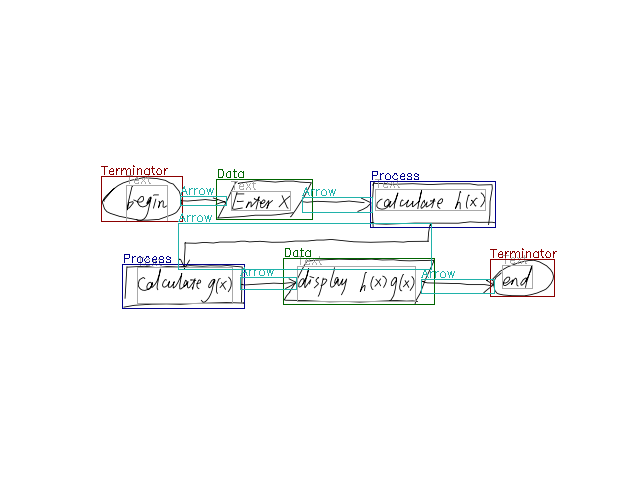 Terminator
Text
begin
Arrow
Data
Text
Enter X
Arrow
Process
Text
calculate h(x)
Arrow
Process
Text
calculate g(x)
Arrow
Data
Text
display h(x) g(x)
Arrow
Terminator
Text
end